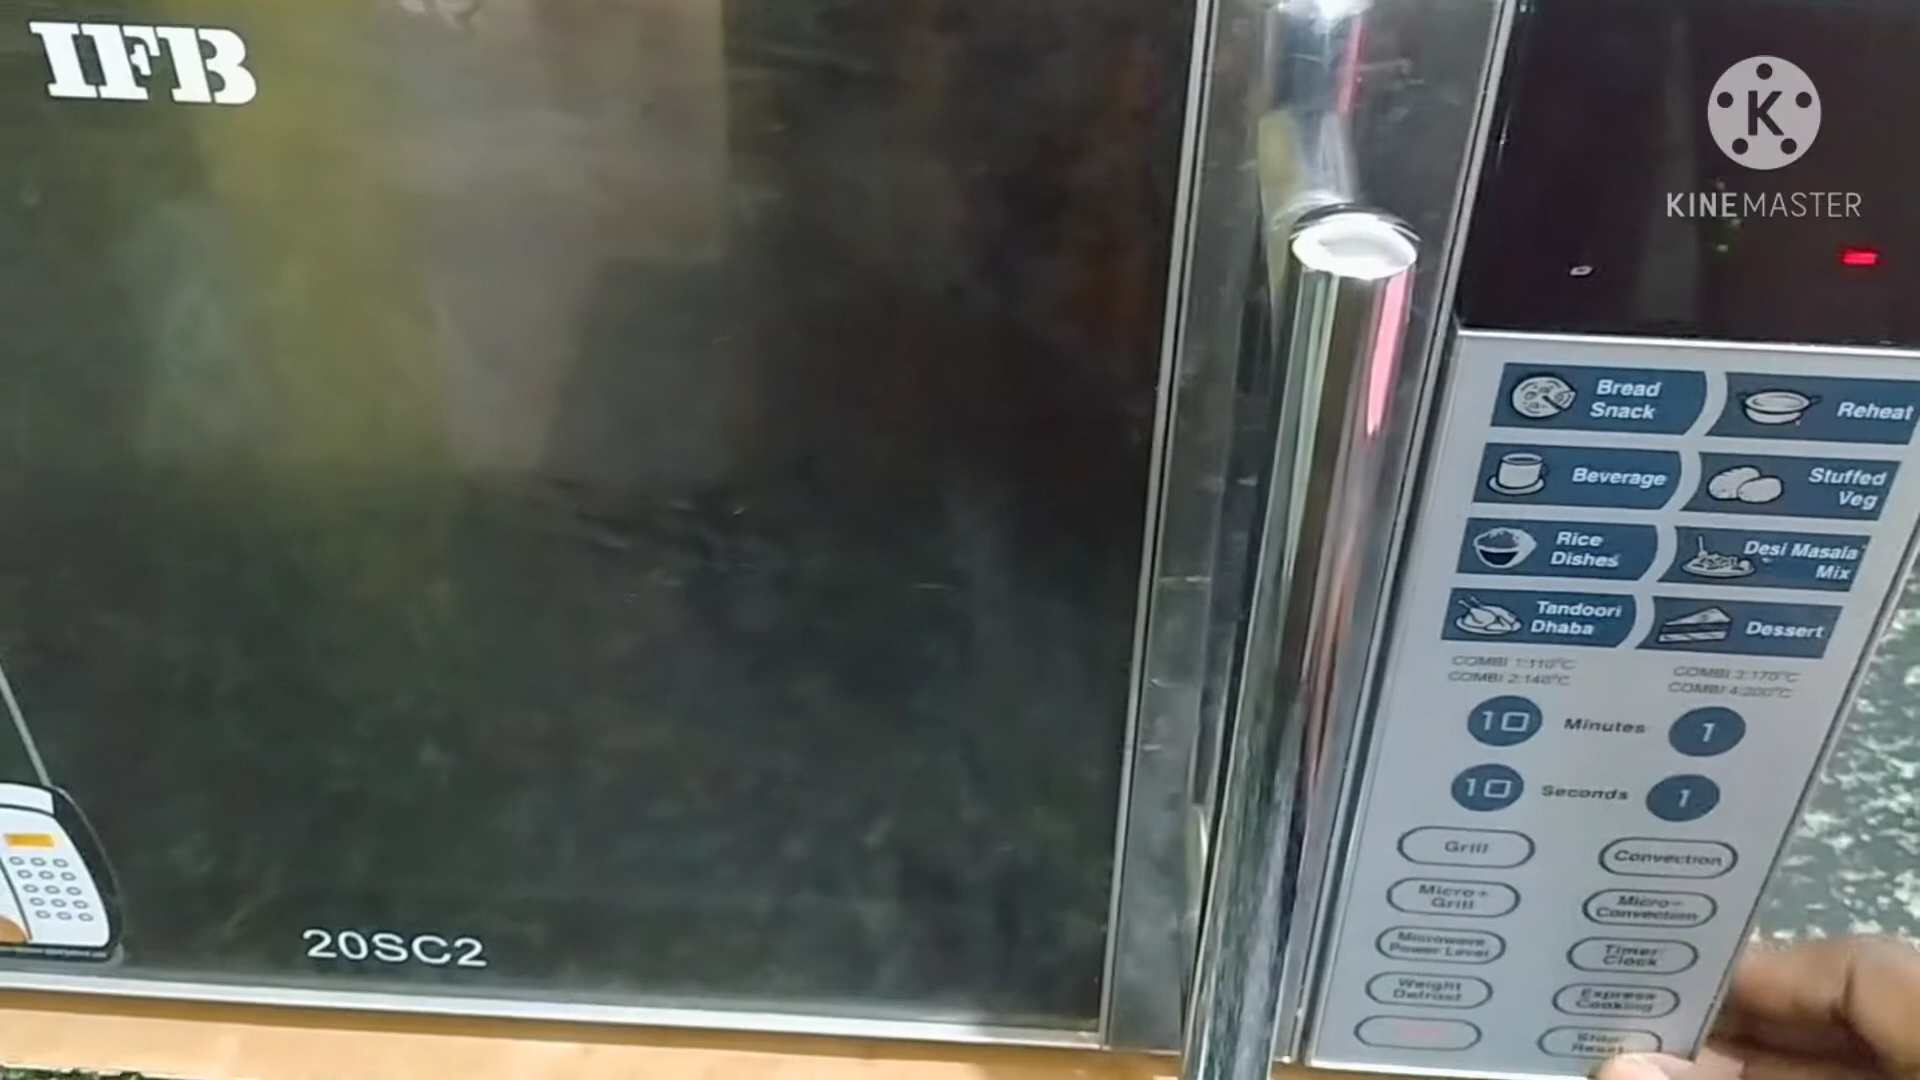 IFB
K
KINEMASTER
Bread
Snack
Reheat
Beverage
Stuffed
Veg
Rice
Dishes
Desi Masala
Mix
Tandoori
Dhaba
Dessert
COMBI 1:110°C
COMBI 2:140°C
COMBI 3:170°C
COMBI 4:200°C
10 Minutes 1
10 Seconds 1
Grill
Convection
Micro+
Grill
Micro+
Convection
Microwave
Power Level
Timer
Clock
Weight
Defrost
Express
Cooking
Stop
Reset
20SC2